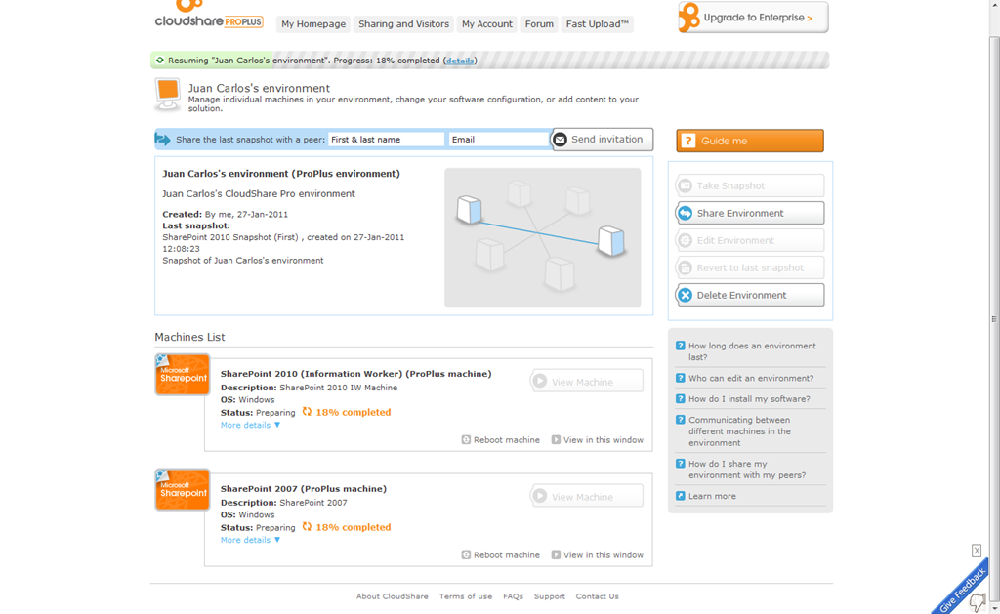 cloudshare PROPLUS
My Homepage
Sharing and Visitors
My Account
Forum
Fast Upload™
Upgrade to Enterprise >
Resuming "Juan Carlos's environment". Progress: 18% completed (details)
Juan Carlos's environment
Manage individual machines in your environment, change your software configuration, or add content to your
solution.
Share the last snapshot with a peer:
First & last name
Email
Send invitation
Guide me
Juan Carlos's environment (ProPlus environment)
Juan Carlos's CloudShare Pro environment
Created: By me, 27-Jan-2011
Last snapshot:
SharePoint 2010 Snapshot (First) , created on 27-Jan-2011
12:08:23
Snapshot of Juan Carlos's environment
Take Snapshot
Share Environment
Edit Environment
Revert to last snapshot
Delete Environment
Machines List
Microsoft
Sharepoint
SharePoint 2010 (Information Worker) (ProPlus machine)
Description: SharePoint 2010 IW Machine
OS: Windows
Status: Preparing 18% completed
More details
View Machine
Reboot machine
View in this window
Microsoft
Sharepoint
SharePoint 2007 (ProPlus machine)
Description: SharePoint 2007
OS: Windows
Status: Preparing 18% completed
More details
View Machine
Reboot machine
View in this window
How long does an environment
last?
Who can edit an environment?
How do I install my software?
Communicating between
different machines in the
environment
How do I share my
environment with my peers?
Learn more
X
Give Feedback
About CloudShare
Terms of use
FAQs
Support
Contact Us